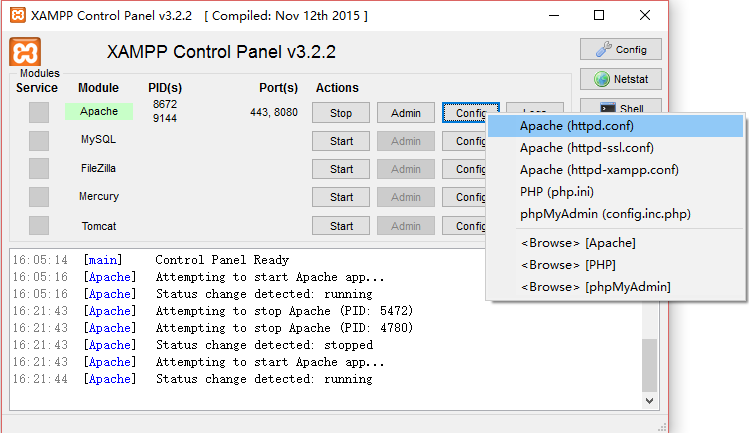 XAMPP Control Panel v3.2.2 [ Compiled: Nov 12th 2015 ]
XAMPP Control Panel v3.2.2
Config
Modules
Service Module PID(s) Port(s) Actions
Netstat
Apache 8672 9144 443, 8080 Stop Admin Config Logs
Shell
MySQL Start Admin Config
FileZilla Start Admin Config
Mercury Start Admin Config
Tomcat Start Admin Config
Apache (httpd.conf)
Apache (httpd-ssl.conf)
Apache (httpd-xampp.conf)
PHP (php.ini)
phpMyAdmin (config.inc.php)
<Browse> [Apache]
<Browse> [PHP]
<Browse> [phpMyAdmin]
16:05:14 [main] Control Panel Ready
16:05:16 [Apache] Attempting to start Apache app...
16:05:16 [Apache] Status change detected: running
16:21:43 [Apache] Attempting to stop Apache (PID: 5472)
16:21:43 [Apache] Attempting to stop Apache (PID: 4780)
16:21:43 [Apache] Status change detected: stopped
16:21:43 [Apache] Attempting to start Apache app...
16:21:44 [Apache] Status change detected: running